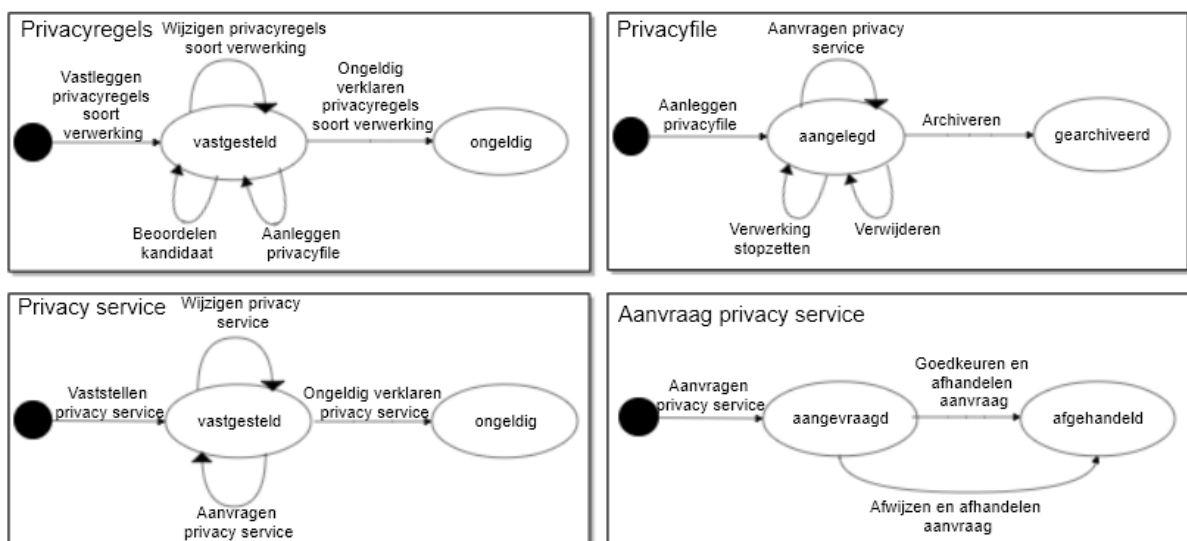 Privacyregels
Wijzigen privacyregels
soort verwerking
Vastleggen
privacyregels
soort
verwerking
Ongeldig
verklaren
privacyregels
soort verwerking
vastgesteld
ongeldig
Beoordelen
kandidaat
Aanleggen
privacyfile
Privacyfile
Aanvragen privacy
service
Aanleggen
privacyfile
Archiveren
aangelegd
gearchiveerd
Verwerking
stopzetten
Verwijderen
Privacy service
Wijzigen privacy
service
Vaststellen
privacy service
Ongeldig verklaren
privacy service
vastgesteld
ongeldig
Aanvragen
privacy service
Aanvraag privacy service
Aanvragen
privacy service
Goedkeuren en
afhandelen
aanvraag
aangevraagd
afgehandeld
Afwijzen en afhandelen
aanvraag